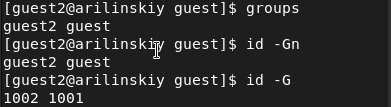 [guest2@arilinskiy guest]$ groups
guest2 guest
[guest2@arilinskiy guest]$ id -Gn
guest2 guest
[guest2@arilinskiy guest]$ id -G
1002 1001